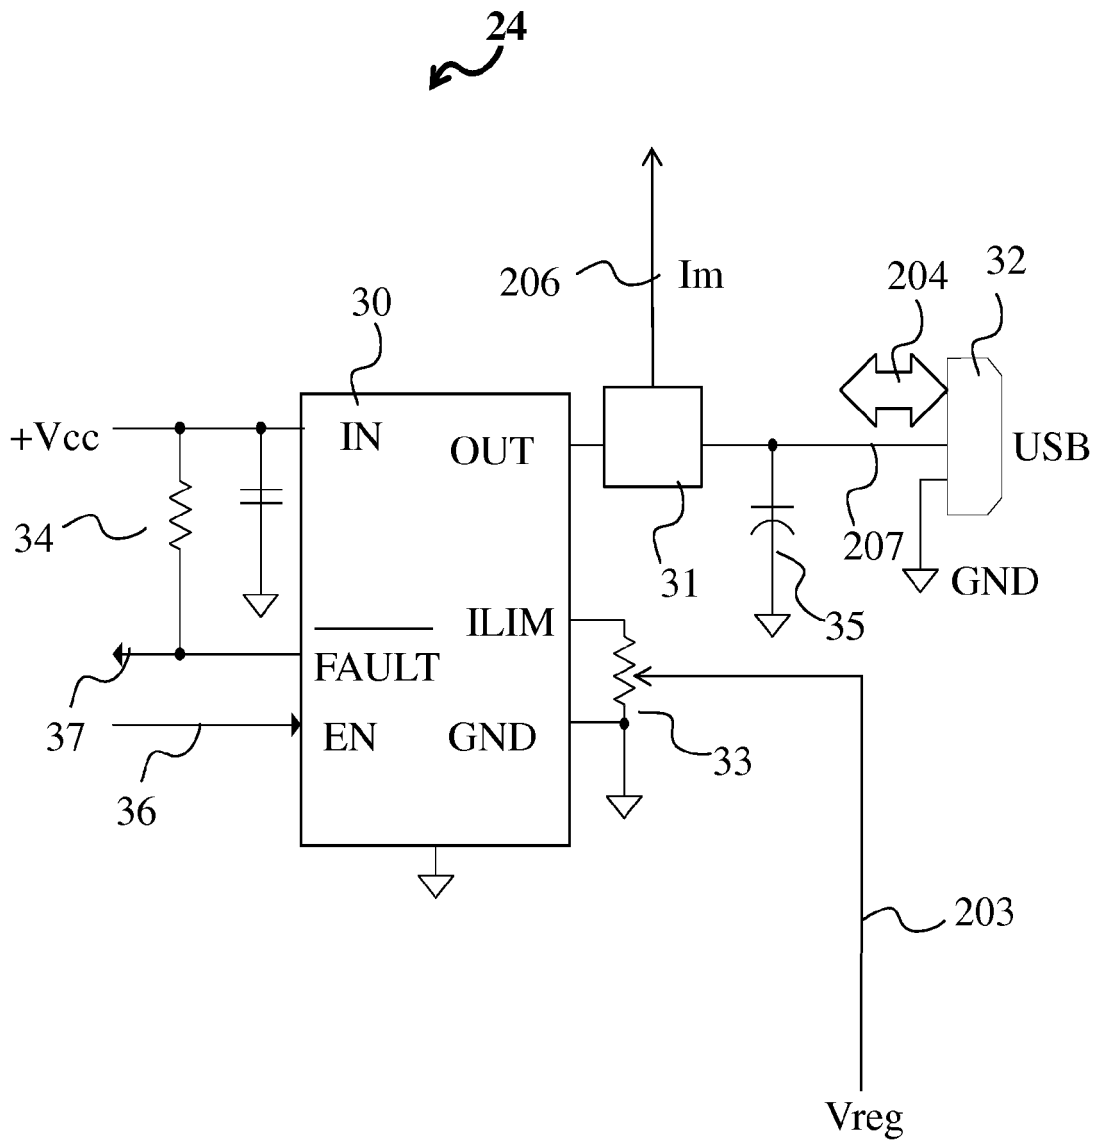 24
206
Im
204
32
30
+Vcc
IN
OUT
USB
34
31
207
GND
35
ILIM
FAULT
37
EN
GND
33
36
203
Vreg